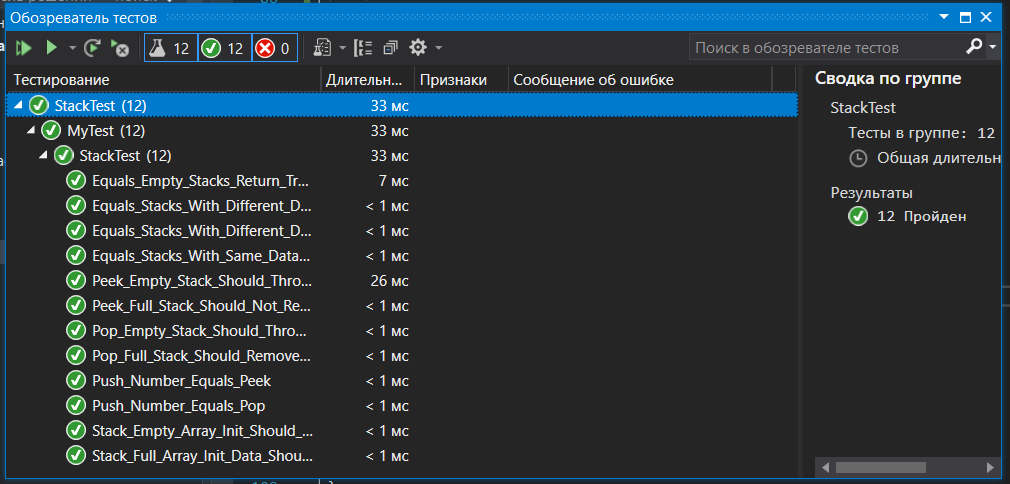 Обозреватель тестов
12 12 0
Поиск в обозревателе тестов
Тестирование Длительн... Признаки Сообщение об ошибке
StackTest (12) 33 мс
MyTest (12) 33 мс
StackTest (12) 33 мс
Equals_Empty_Stacks_Return_Tr... 7 мс
Equals_Stacks_With_Different_D... < 1 мс
Equals_Stacks_With_Different_D... < 1 мс
Equals_Stacks_With_Same_Data... < 1 мс
Peek_Empty_Stack_Should_Thro... 26 мс
Peek_Full_Stack_Should_Not_Re... < 1 мс
Pop_Empty_Stack_Should_Thro... < 1 мс
Pop_Full_Stack_Should_Remove... < 1 мс
Push_Number_Equals_Peek < 1 мс
Push_Number_Equals_Pop < 1 мс
Stack_Empty_Array_Init_Should_... < 1 мс
Stack_Full_Array_Init_Data_Shou... < 1 мс
Сводка по группе
StackTest
Тесты в группе: 12
Общая длительн
Результаты
12 Пройден